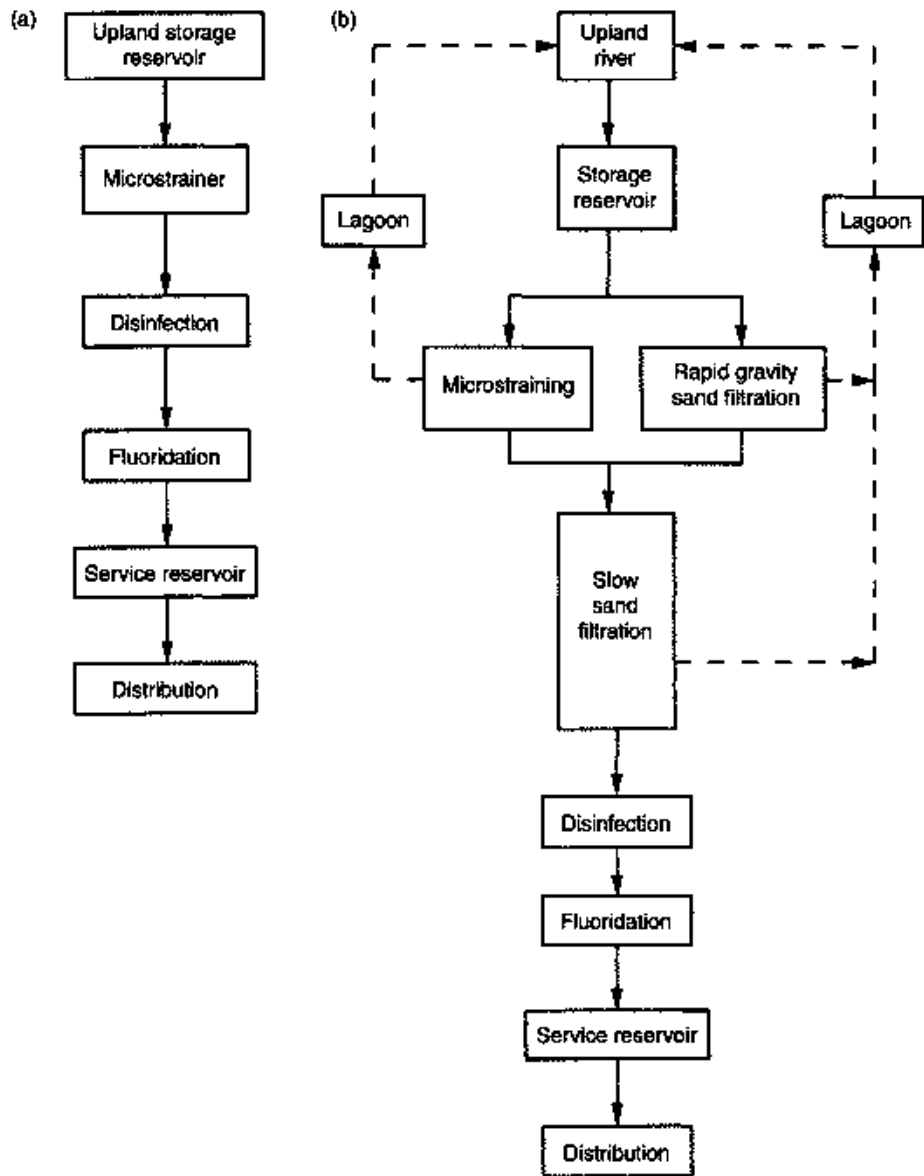 (a)
Upland storage
reservoir
Microstrainer
Disinfection
Fluoridation
Service reservoir
Distribution
(b)
Upland
river
Storage
reservoir
Lagoon
Lagoon
Microstraining
Rapid gravity
sand filtration
Slow
sand
filtration
Disinfection
Fluoridation
Service reservoir
Distribution